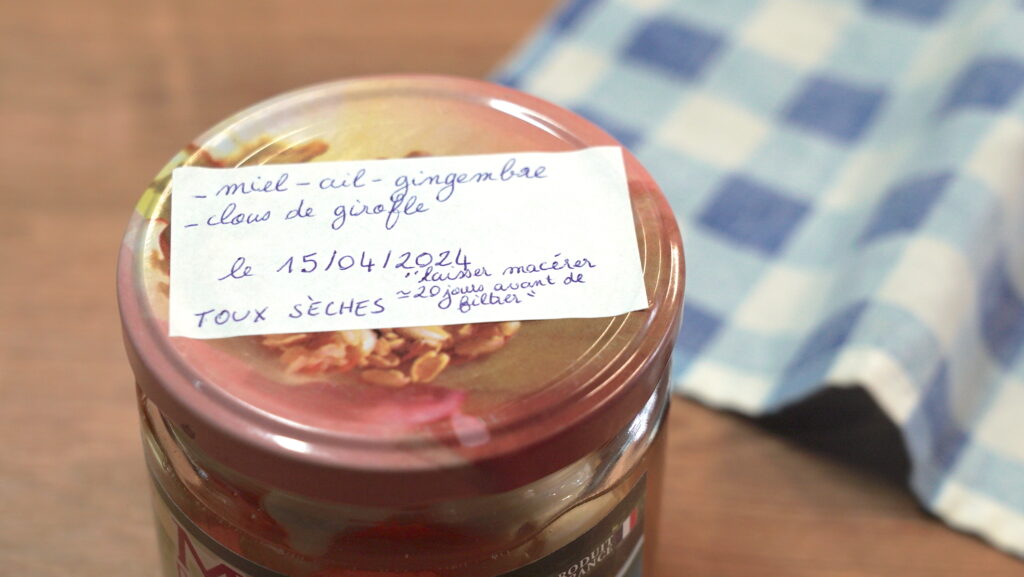 - miel - ail - gingembre
- clous de girofle
le 15/04/2024
"laisser macérer
≃ 20 jours avant de
filtrer"
TOUX SÈCHES
PRODUIT